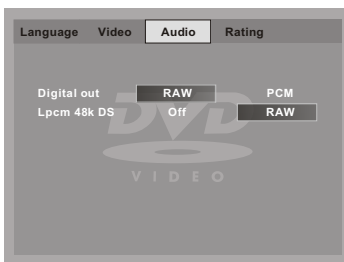 Language Video Audio Rating
Digital out RAW PCM
Lpcm 48k DS Off RAW
DVD
VIDEO